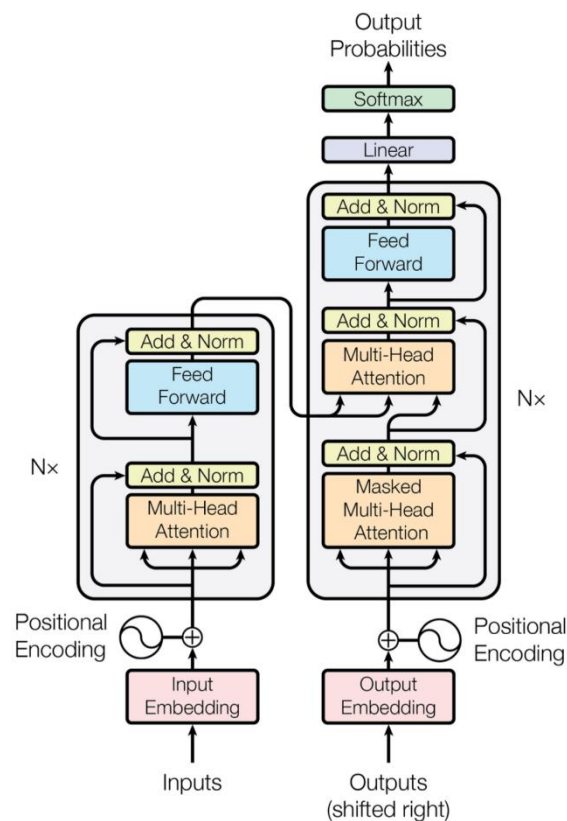 Output
Probabilities
Softmax
Linear
Add & Norm
Feed
Forward
Add & Norm
Multi-Head
Attention
Add & Norm
Masked
Multi-Head
Attention
N×
Add & Norm
Feed
Forward
Add & Norm
Multi-Head
Attention
N×
Positional
Encoding
Positional
Encoding
Input
Embedding
Output
Embedding
Inputs
Outputs
(shifted right)